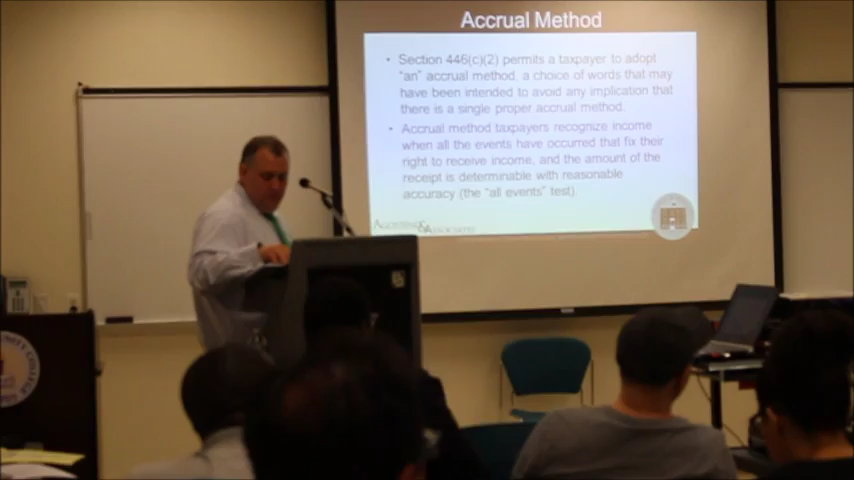 Accrual Method
• Section 446(c)(2) permits a taxpayer to adopt
"an" accrual method, a choice of words that may
have been intended to avoid any implication that
there is a single proper accrual method.
• Accrual method taxpayers recognize income
when all the events have occurred that fix their
right to receive income, and the amount of the
receipt is determinable with reasonable
accuracy (the "all events" test).
& ASSOCIATES
COLLEGE